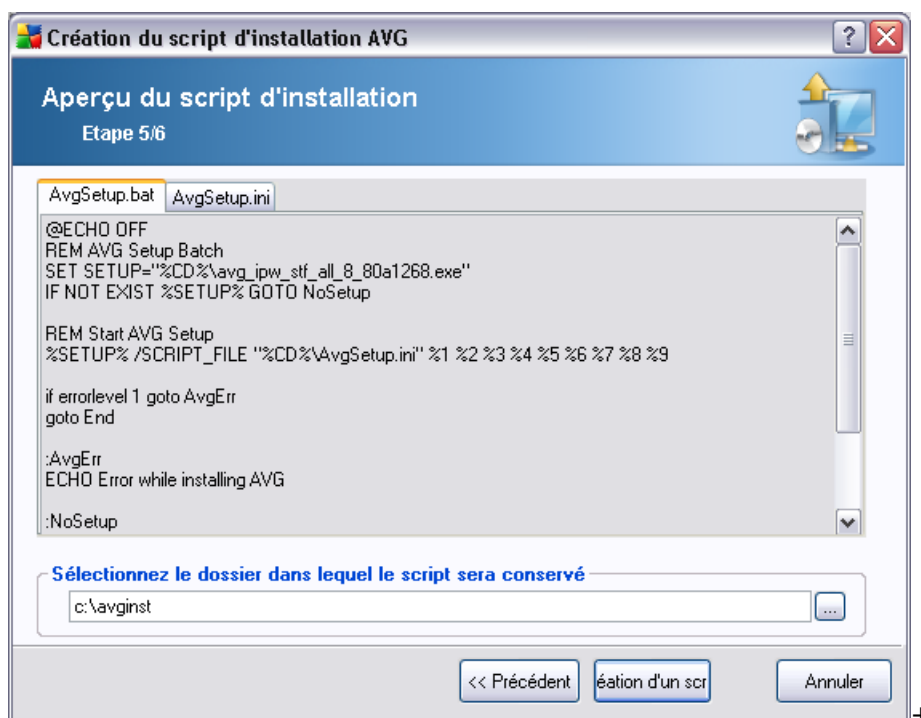 Création du script d'installation AVG
?
Aperçu du script d'installation
Etape 5/6
AvgSetup.bat
AvgSetup.ini
@ECHO OFF
REM AVG Setup Batch
SET SETUP="%CD%\avg_ipw_stf_all_8_80a1268.exe"
IF NOT EXIST %SETUP% GOTO NoSetup
REM Start AVG Setup
%SETUP% /SCRIPT_FILE "%CD%\AvgSetup.ini" %1 %2 %3 %4 %5 %6 %7 %8 %9
if errorlevel 1 goto AvgErr
goto End
:AvgErr
ECHO Error while installing AVG
:NoSetup
Sélectionnez le dossier dans lequel le script sera conservé
c:\avginst
...
<< Précédent
éation d'un scr
Annuler